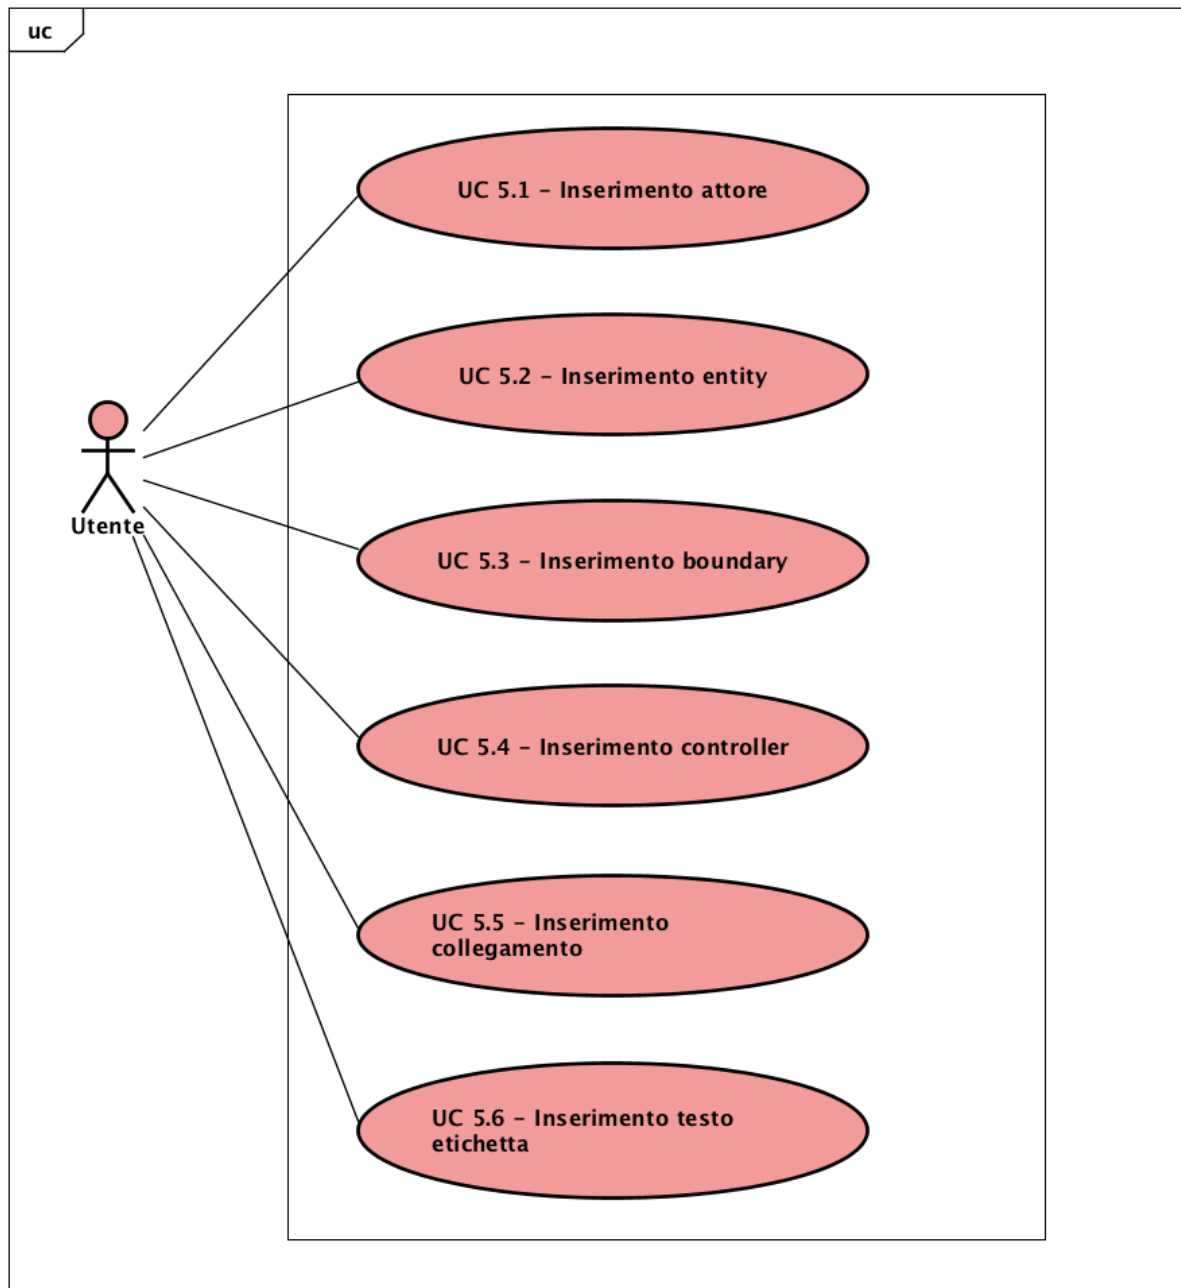 uc
UC 5.1 – Inserimento attore
UC 5.2 – Inserimento entity
Utente
UC 5.3 – Inserimento boundary
UC 5.4 – Inserimento controller
UC 5.5 – Inserimento
collegamento
UC 5.6 – Inserimento testo
etichetta